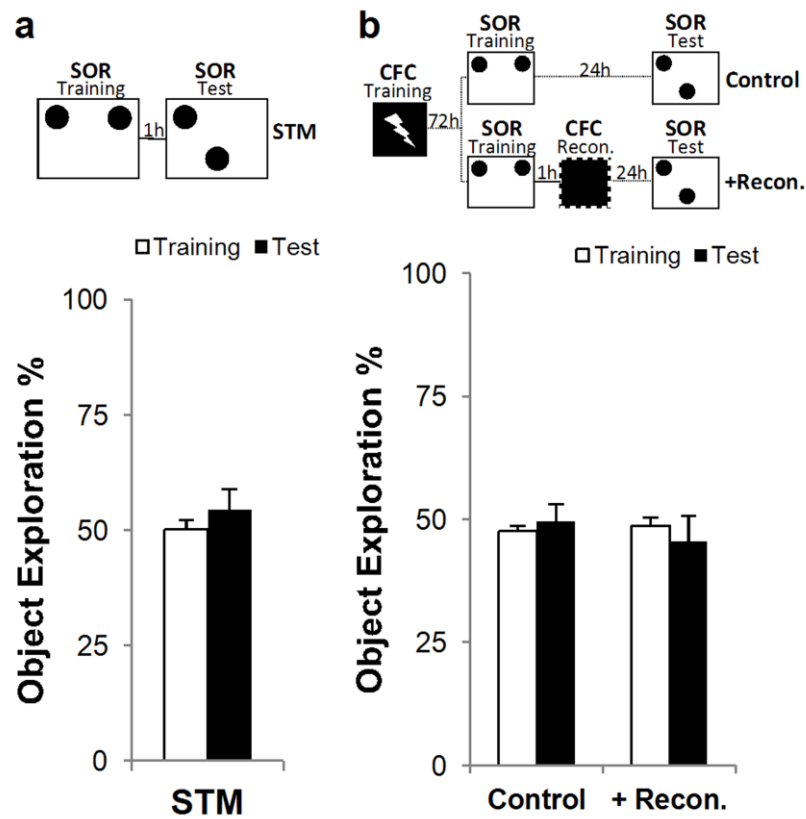 a
SOR
Training
SOR
Test
1h
STM
Training Test
Object Exploration %
100
75
50
25
0
STM
b
CFC
Training
72h
SOR
Training
24h
SOR
Test
Control
SOR
Training
1h
CFC
Recon.
24h
SOR
Test
+Recon.
Training Test
Object Exploration %
100
75
50
25
0
Control + Recon.